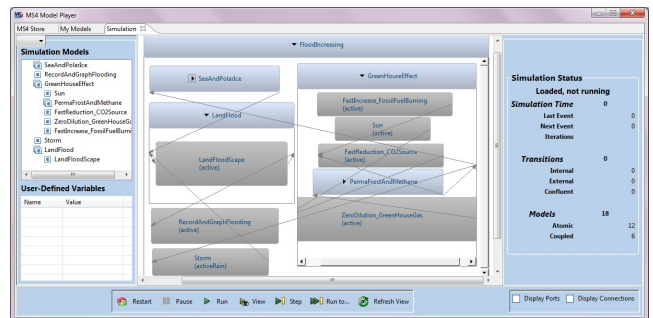 MS4 Model Player
MS4 Store
My Models
Simulation
Simulation Models
SeaAndPolarIce
RecordAndGraphFlooding
GreenHouseEffect
Sun
PermaFrostAndMethane
FastReduction_CO2Source
ZeroDilution_GreenHouseGa
FastIncrease_FossilFuelBurni
Storm
LandFlood
LandFloodScape
User-Defined Variables
Name Value
FloodIncreasing
SeaAndPolarIce
LandFlood
LandFloodScape
(active)
RecordAndGraphFlooding
(active)
Storm
(activeRain)
GreenHouseEffect
FastIncrease_FossilFuelBurning
(active)
Sun
(active)
FastReduction_CO2Source
(active)
PermaFrostAndMethane
ZeroDilution_GreenHouseGas
(active)
Simulation Status
Loaded, not running
Simulation Time 0
Last Event 0
Next Event 0
Iterations
Transitions 0
Internal 0
External 0
Confluent 0
Models 18
Atomic 12
Coupled 6
Restart Pause Run View Step Run to... Refresh View
Display Ports Display Connections